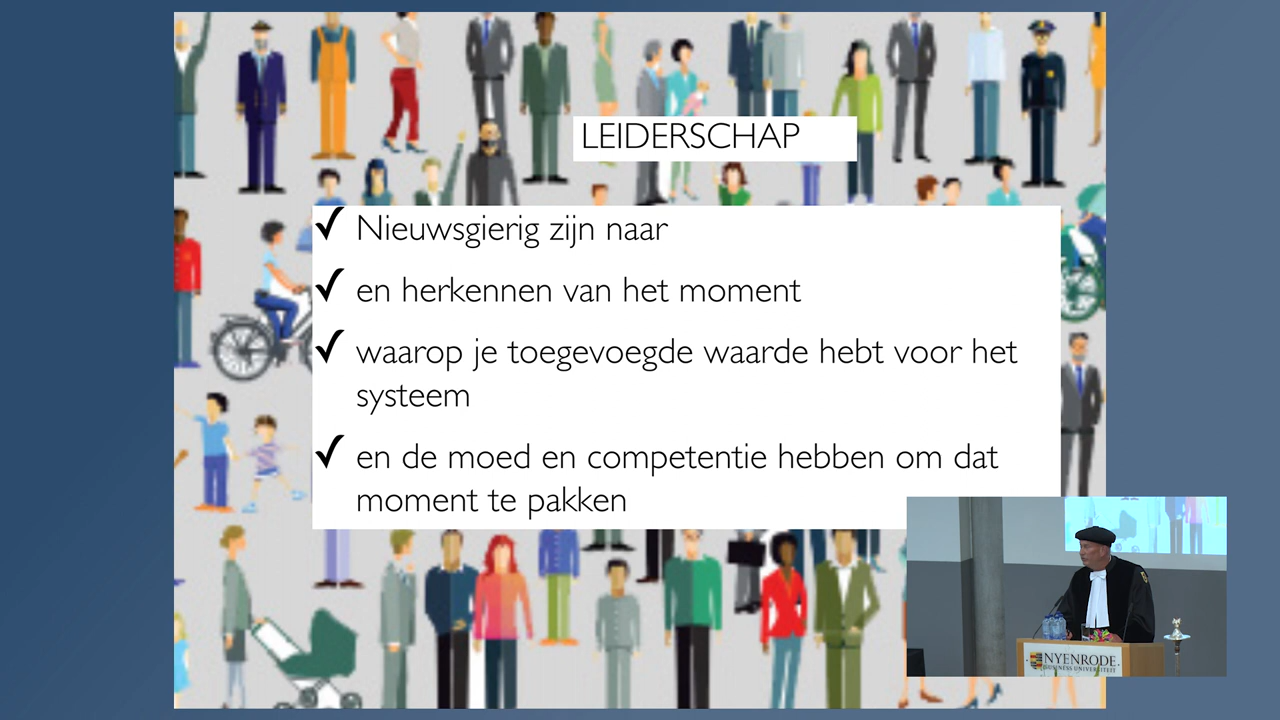 LEIDERSCHAP
✓ Nieuwsgierig zijn naar
✓ en herkennen van het moment
✓ waarop je toegevoegde waarde hebt voor het
systeem
✓ en de moed en competentie hebben om dat
moment te pakken
NYENRODE.
BUSINESS UNIVERSITEIT